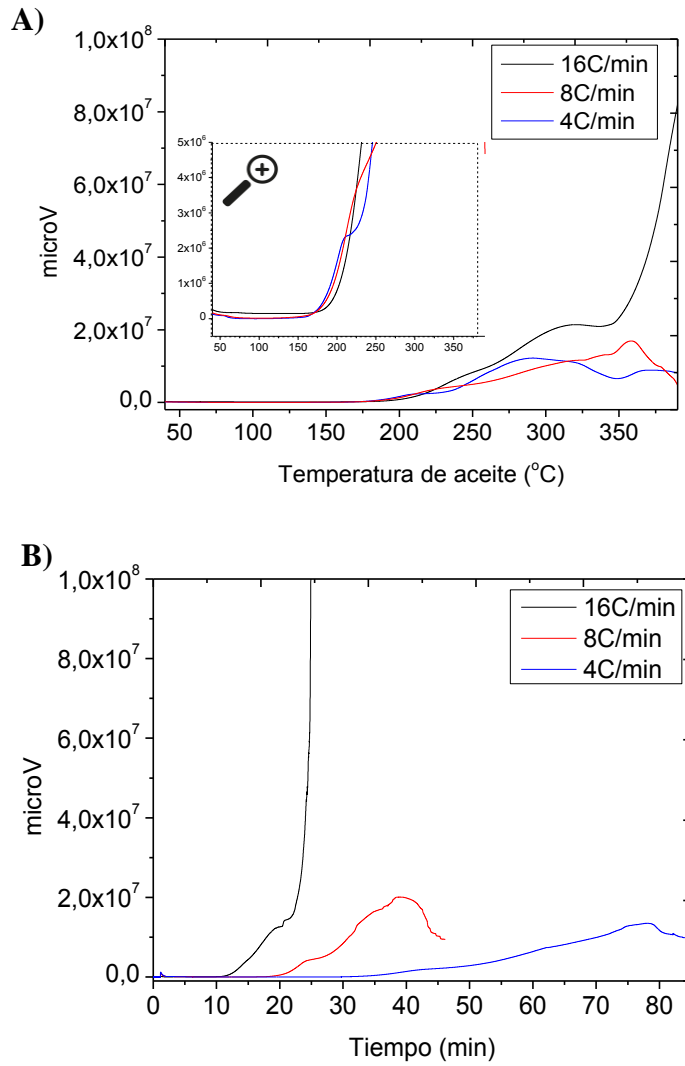 A)
1,0x10⁸
8,0x10⁷
6,0x10⁷
4,0x10⁷
2,0x10⁷
0,0
microV
16C/min
8C/min
4C/min
5x10⁶
4x10⁶
3x10⁶
2x10⁶
1x10⁶
0
50 100 150 200 250 300 350
50 100 150 200 250 300 350
Temperatura de aceite (°C)
B)
1,0x10⁸
8,0x10⁷
6,0x10⁷
4,0x10⁷
2,0x10⁷
0,0
microV
16C/min
8C/min
4C/min
0 10 20 30 40 50 60 70 80
Tiempo (min)